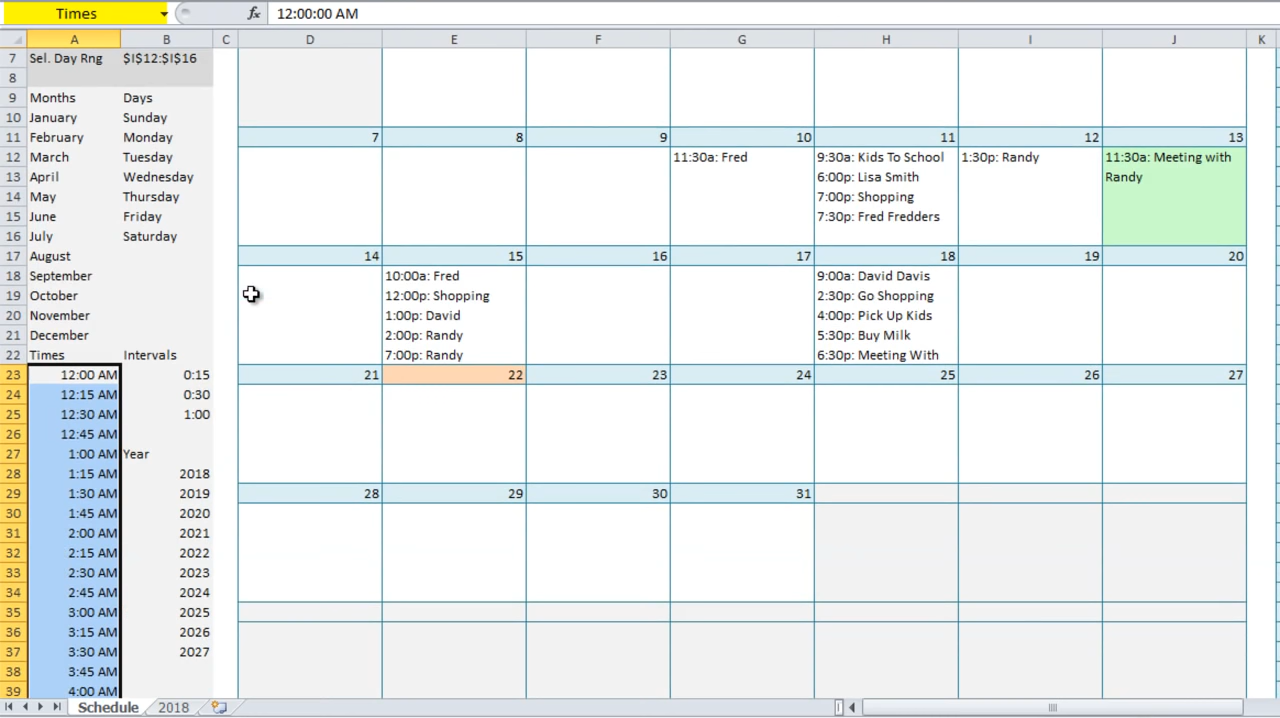 Times fx 12:00:00 AM
A B C D E F G H I J K
7 Sel. Day Rng $I$12:$I$16
8
9 Months Days
10 January Sunday
11 February Monday 7 8 9 10 11 12 13
12 March Tuesday 11:30a: Fred 9:30a: Kids To School 1:30p: Randy 11:30a: Meeting with
13 April Wednesday 6:00p: Lisa Smith Randy
14 May Thursday 7:00p: Shopping
15 June Friday 7:30p: Fred Fredders
16 July Saturday
17 August 14 15 16 17 18 19 20
18 September 10:00a: Fred 9:00a: David Davis
19 October 12:00p: Shopping 2:30p: Go Shopping
20 November 1:00p: David 4:00p: Pick Up Kids
21 December 2:00p: Randy 5:30p: Buy Milk
22 Times Intervals 7:00p: Randy 6:30p: Meeting With
23 12:00 AM 0:15 21 22 23 24 25 26 27
24 12:15 AM 0:30
25 12:30 AM 1:00
26 12:45 AM
27 1:00 AM Year
28 1:15 AM 2018
29 1:30 AM 2019 28 29 30 31
30 1:45 AM 2020
31 2:00 AM 2021
32 2:15 AM 2022
33 2:30 AM 2023
34 2:45 AM 2024
35 3:00 AM 2025
36 3:15 AM 2026
37 3:30 AM 2027
38 3:45 AM
39 4:00 AM
Schedule 2018